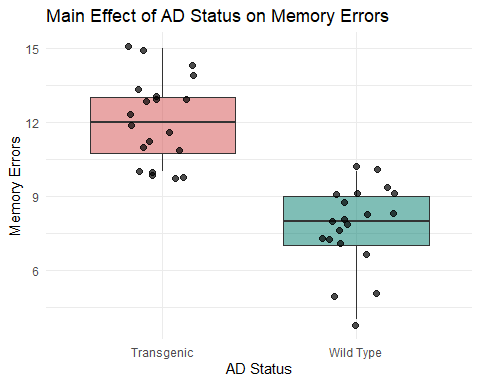 Main Effect of AD Status on Memory Errors
15
12
9
6
Memory Errors
Transgenic
Wild Type
AD Status